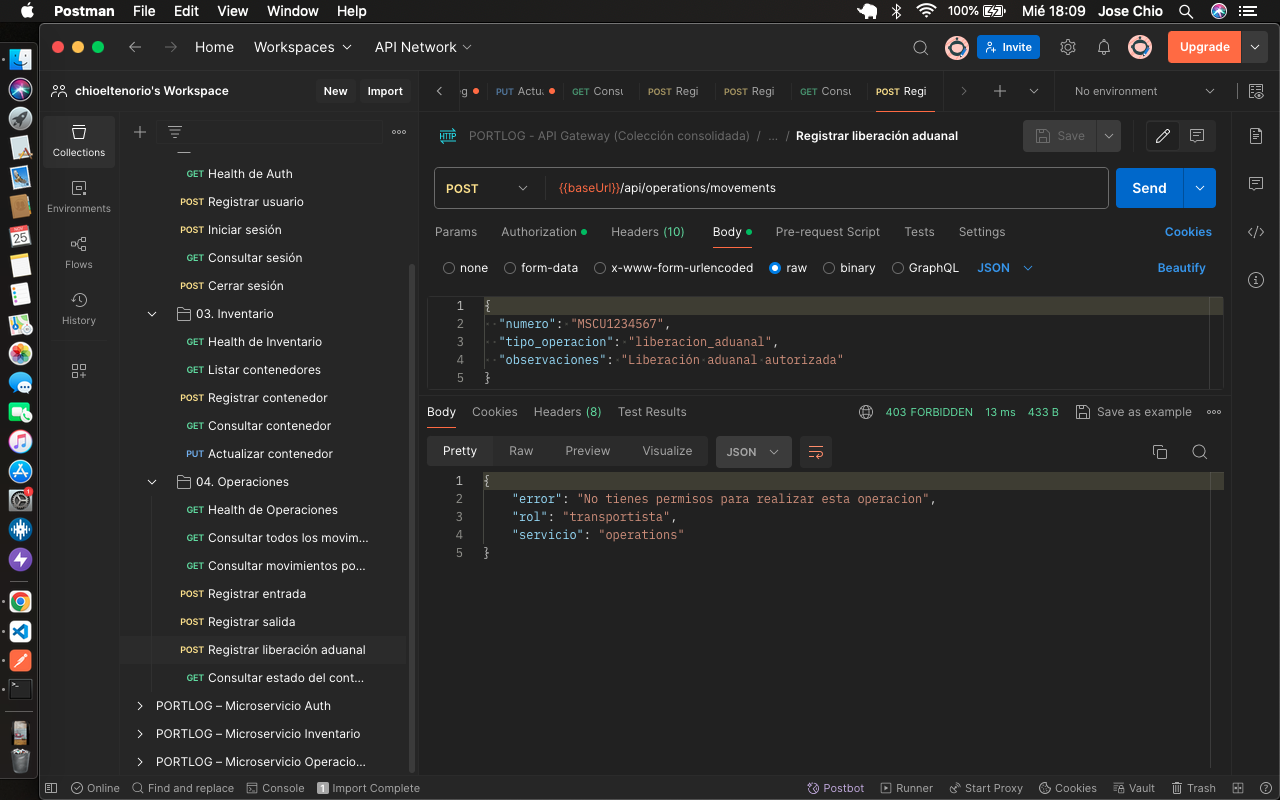 Postman File Edit View Window Help 100% Mié 18:09 Jose Chio
Home Workspaces API Network Invite Upgrade
chioeltenorio's Workspace New Import
PUT Actua GET Consu POST Regi POST Regi GET Consu POST Regi No environment
Collections
Environments
Flows
History
GET Health de Auth
POST Registrar usuario
POST Iniciar sesión
GET Consultar sesión
POST Cerrar sesión
03. Inventario
GET Health de Inventario
GET Listar contenedores
POST Registrar contenedor
GET Consultar contenedor
PUT Actualizar contenedor
04. Operaciones
GET Health de Operaciones
GET Consultar todos los movim...
GET Consultar movimientos po...
POST Registrar entrada
POST Registrar salida
POST Registrar liberación aduanal
GET Consultar estado del cont...
PORTLOG – Microservicio Auth
PORTLOG – Microservicio Inventario
PORTLOG – Microservicio Operacio...
HTTP PORTLOG - API Gateway (Colección consolidada) / ... / Registrar liberación aduanal Save
POST {{baseUrl}}/api/operations/movements Send
Params Authorization Headers (10) Body Pre-request Script Tests Settings Cookies
none form-data x-www-form-urlencoded raw binary GraphQL JSON Beautify
1 {
2 "numero": "MSCU1234567",
3 "tipo_operacion": "liberacion_aduanal",
4 "observaciones": "Liberación aduanal autorizada"
5 }
Body Cookies Headers (8) Test Results 403 FORBIDDEN 13 ms 433 B Save as example
Pretty Raw Preview Visualize JSON
1 {
2 "error": "No tienes permisos para realizar esta operacion",
3 "rol": "transportista",
4 "servicio": "operations"
5 }
Online Find and replace Console 1 Import Complete Postbot Runner Start Proxy Cookies Vault Trash